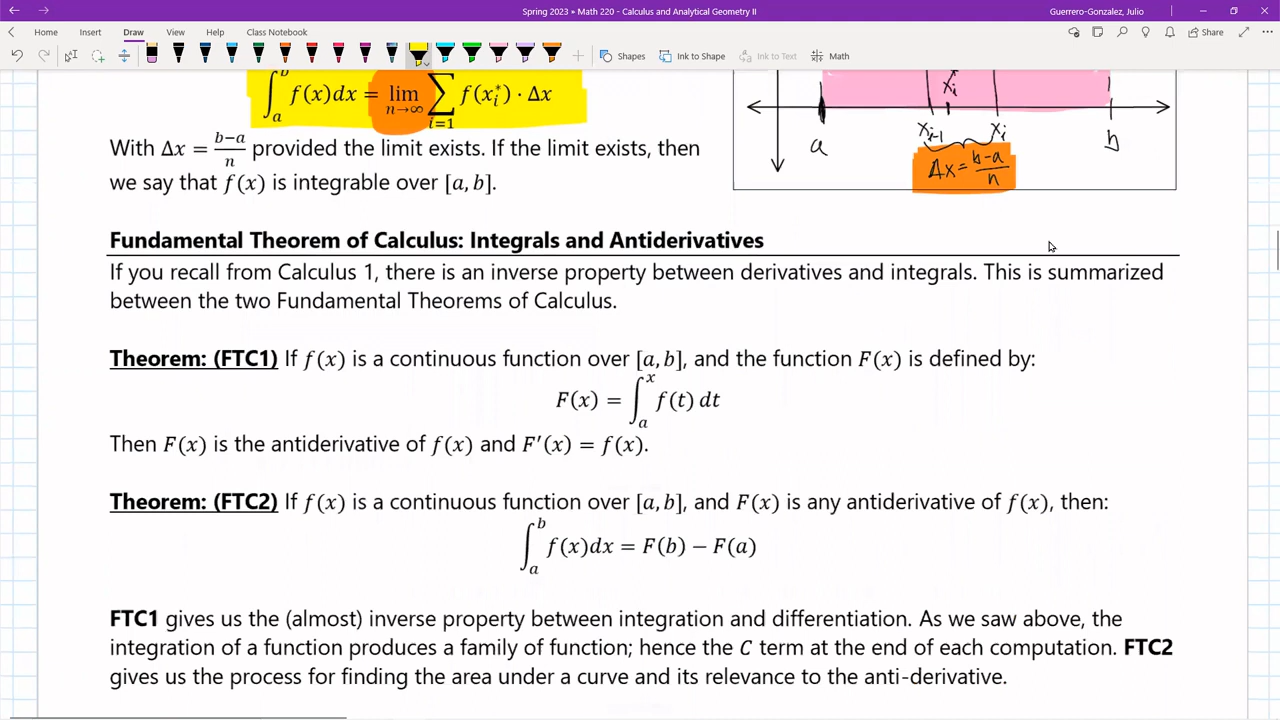 Spring 2023 » Math 220 - Calculus and Analytical Geometry II
Guerrero-Gonzalez, Julio
Home Insert Draw View Help Class Notebook
Share
Shapes Ink to Shape Ink to Text Math
∫_a^b f(x)dx = lim_{n→∞} ∑_{i=1} f(x_i^*) · Δx
x_i
a x_{i-1} x_i b
Δx = (b-a)/n
With Δx = (b−a)/n provided the limit exists. If the limit exists, then
we say that f(x) is integrable over [a, b].
Fundamental Theorem of Calculus: Integrals and Antiderivatives
If you recall from Calculus 1, there is an inverse property between derivatives and integrals. This is summarized
between the two Fundamental Theorems of Calculus.
Theorem: (FTC1) If f(x) is a continuous function over [a, b], and the function F(x) is defined by:
F(x) = ∫_a^x f(t) dt
Then F(x) is the antiderivative of f(x) and F′(x) = f(x).
Theorem: (FTC2) If f(x) is a continuous function over [a, b], and F(x) is any antiderivative of f(x), then:
∫_a^b f(x)dx = F(b) − F(a)
FTC1 gives us the (almost) inverse property between integration and differentiation. As we saw above, the
integration of a function produces a family of function; hence the C term at the end of each computation. FTC2
gives us the process for finding the area under a curve and its relevance to the anti-derivative.